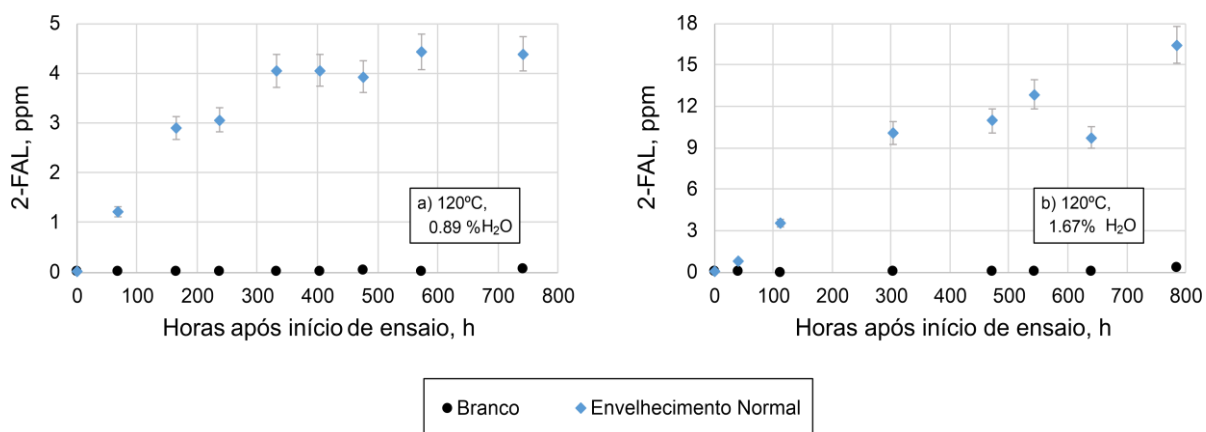 5
4
3
2
1
0
2-FAL, ppm
a) 120ºC,
0.89 %H₂O
0 100 200 300 400 500 600 700 800
Horas após início de ensaio, h
18
15
12
9
6
3
0
2-FAL, ppm
b) 120ºC,
1.67% H₂O
0 100 200 300 400 500 600 700 800
Horas após início de ensaio, h
Branco Envelhecimento Normal